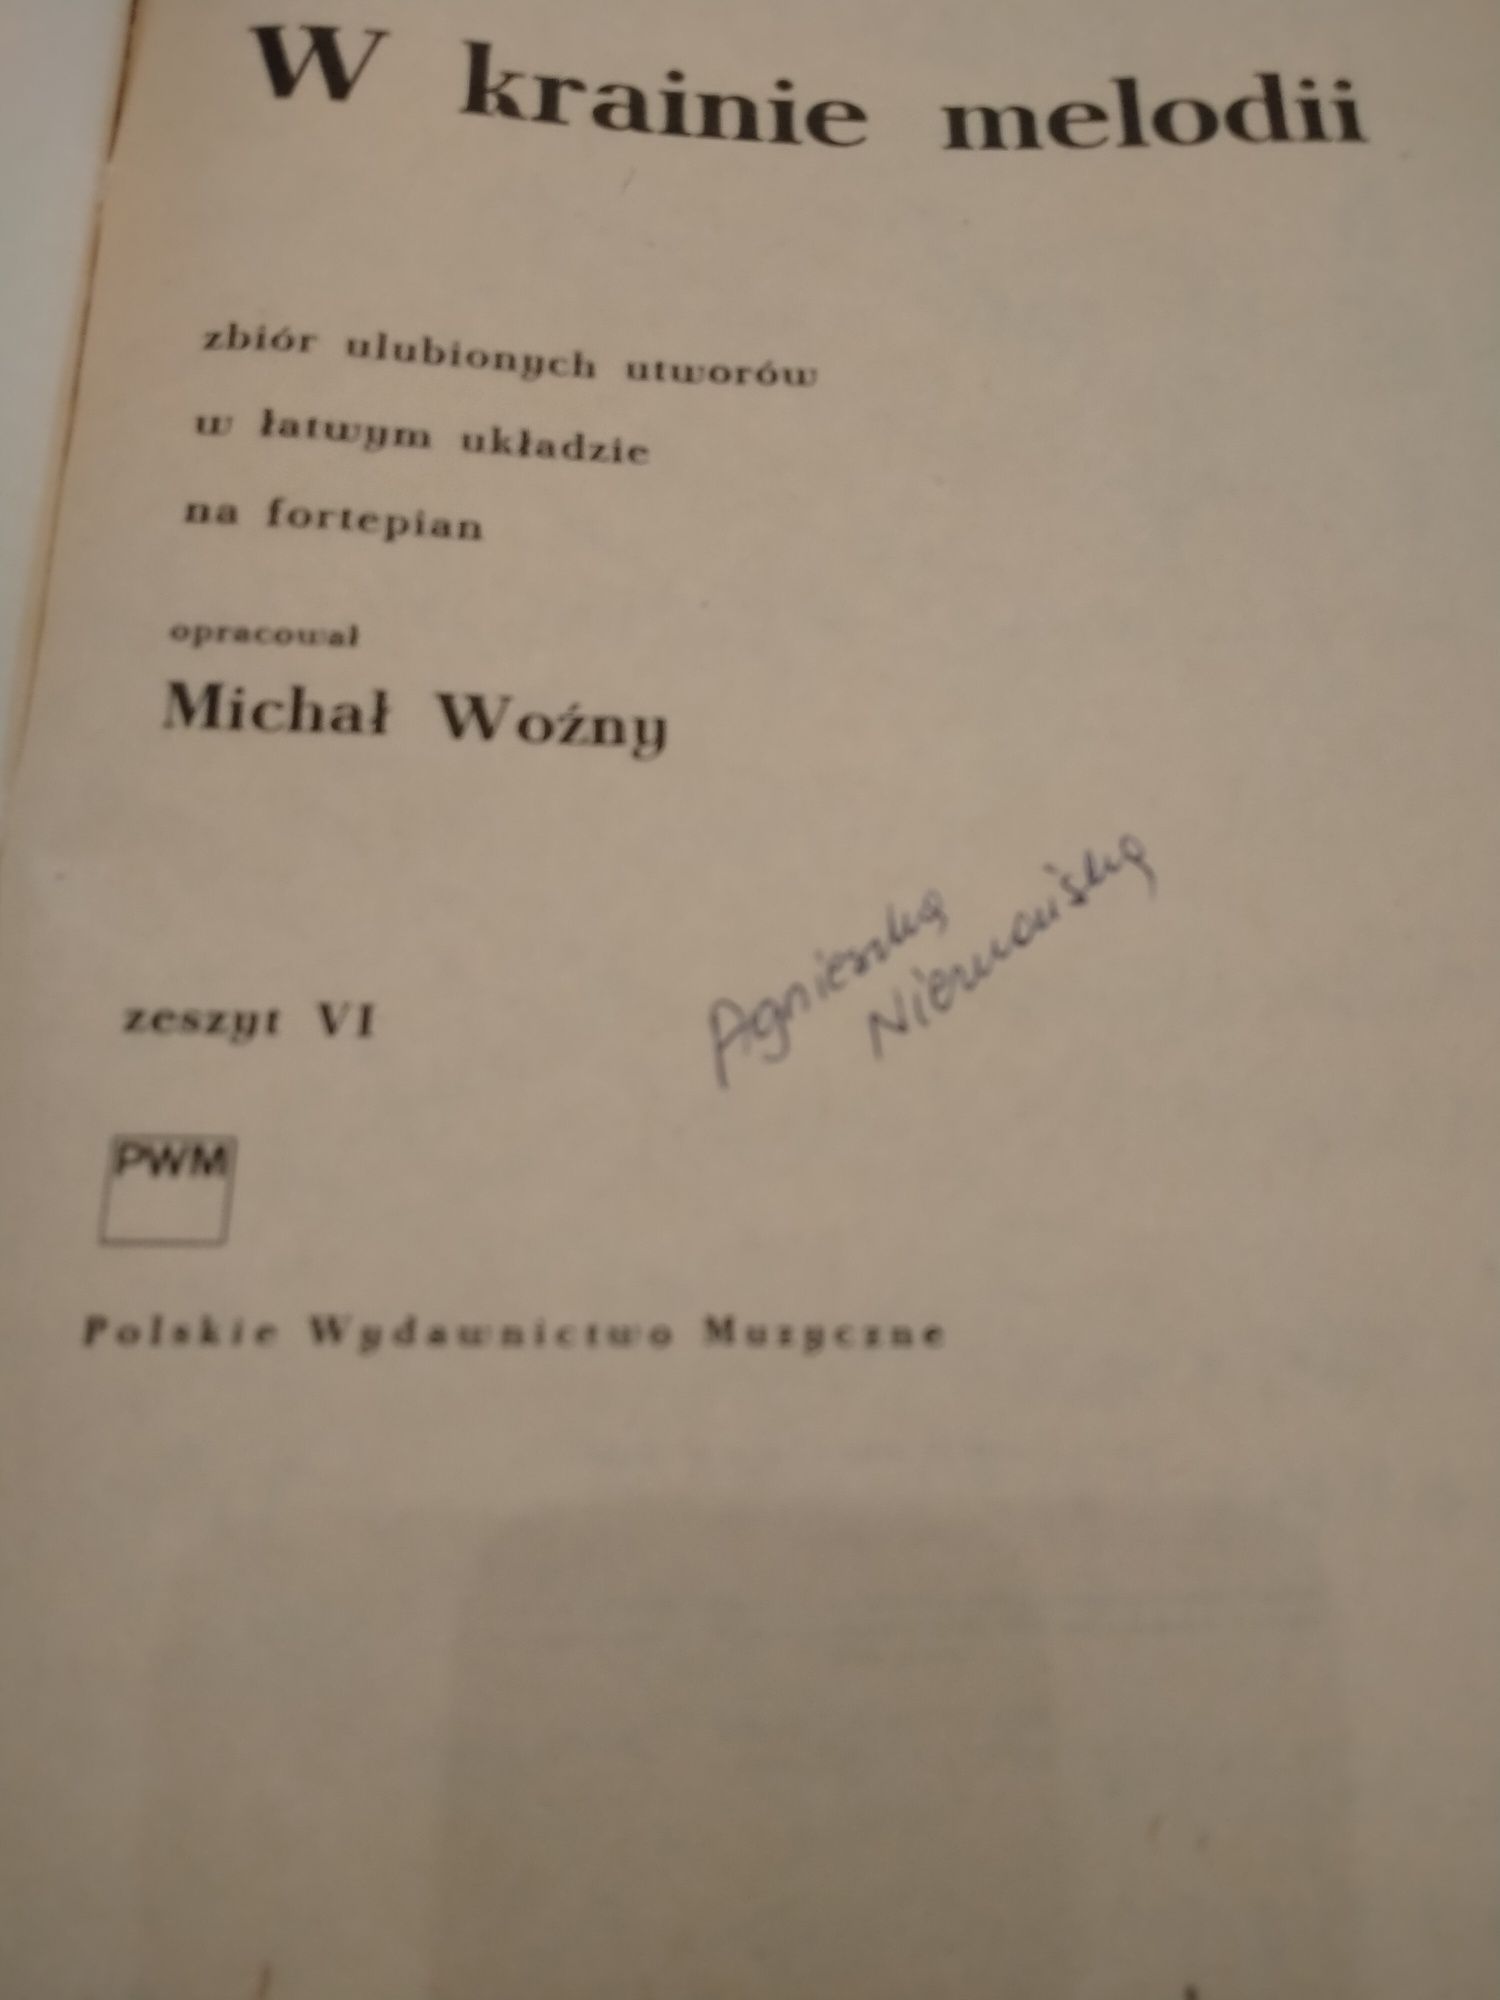 W krainie melodii
zbiór ulubionych utworów
w łatwym układzie
na fortepian
opracował
Michał Woźny
Agnieszka
zeszyt VI
PWM
Polskie Wydawnictwo Muzyczne